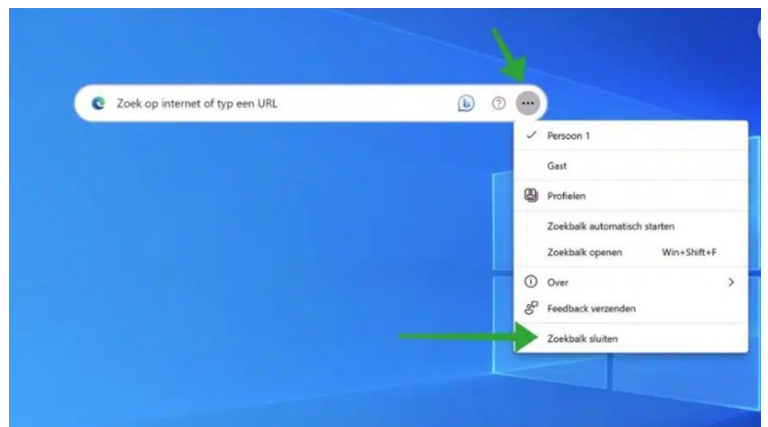 Zoek op internet of typ een URL
Persoon 1
Gast
Profielen
Zoekbalk automatisch starten
Zoekbalk openen Win+Shift+F
Over
Feedback verzenden
Zoekbalk sluiten